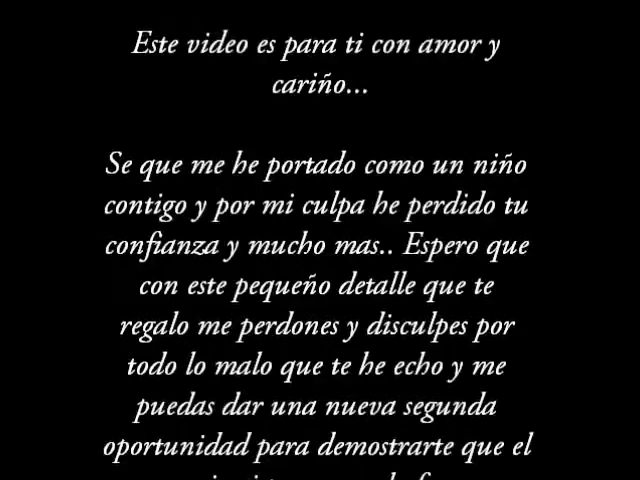 Este video es para ti con amor y
cariño...
Se que me he portado como un niño
contigo y por mi culpa he perdido tu
confianza y mucho mas.. Espero que
con este pequeño detalle que te
regalo me perdones y disculpes por
todo lo malo que te he echo y me
puedas dar una nueva segunda
oportunidad para demostrarte que el